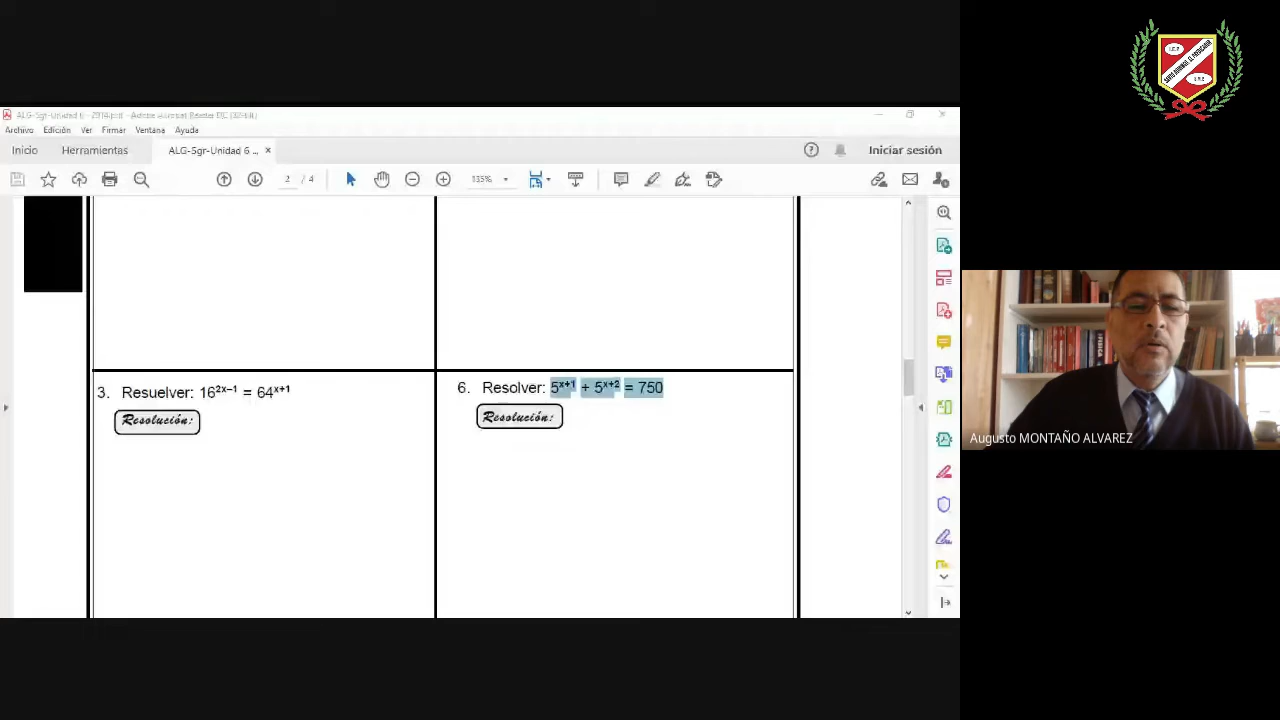 Archivo Edición Ver Firmar Ventana Ayuda
Inicio Herramientas ALG-5gr-Unidad 6 ... × Iniciar sesión
2 / 4 135%
3. Resuelver: 16²ˣ⁻¹ = 64ˣ⁺¹
Resolución:
6. Resolver: 5ˣ⁺¹ + 5ˣ⁺² = 750
Resolución:
Augusto MONTAÑO ALVAREZ